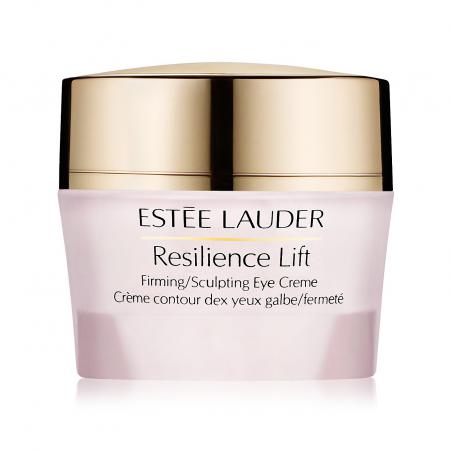 ESTĒE LAUDER
Resilience Lift
Firming/Sculpting Eye Creme
Crème contour dex yeux galbe/fermeté